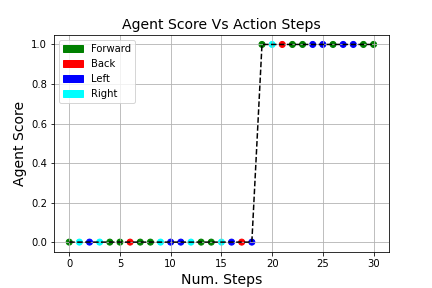 Agent Score Vs Action Steps
1.0
0.8
0.6
0.4
0.2
0.0
Agent Score
Forward
Back
Left
Right
0 5 10 15 20 25 30
Num. Steps